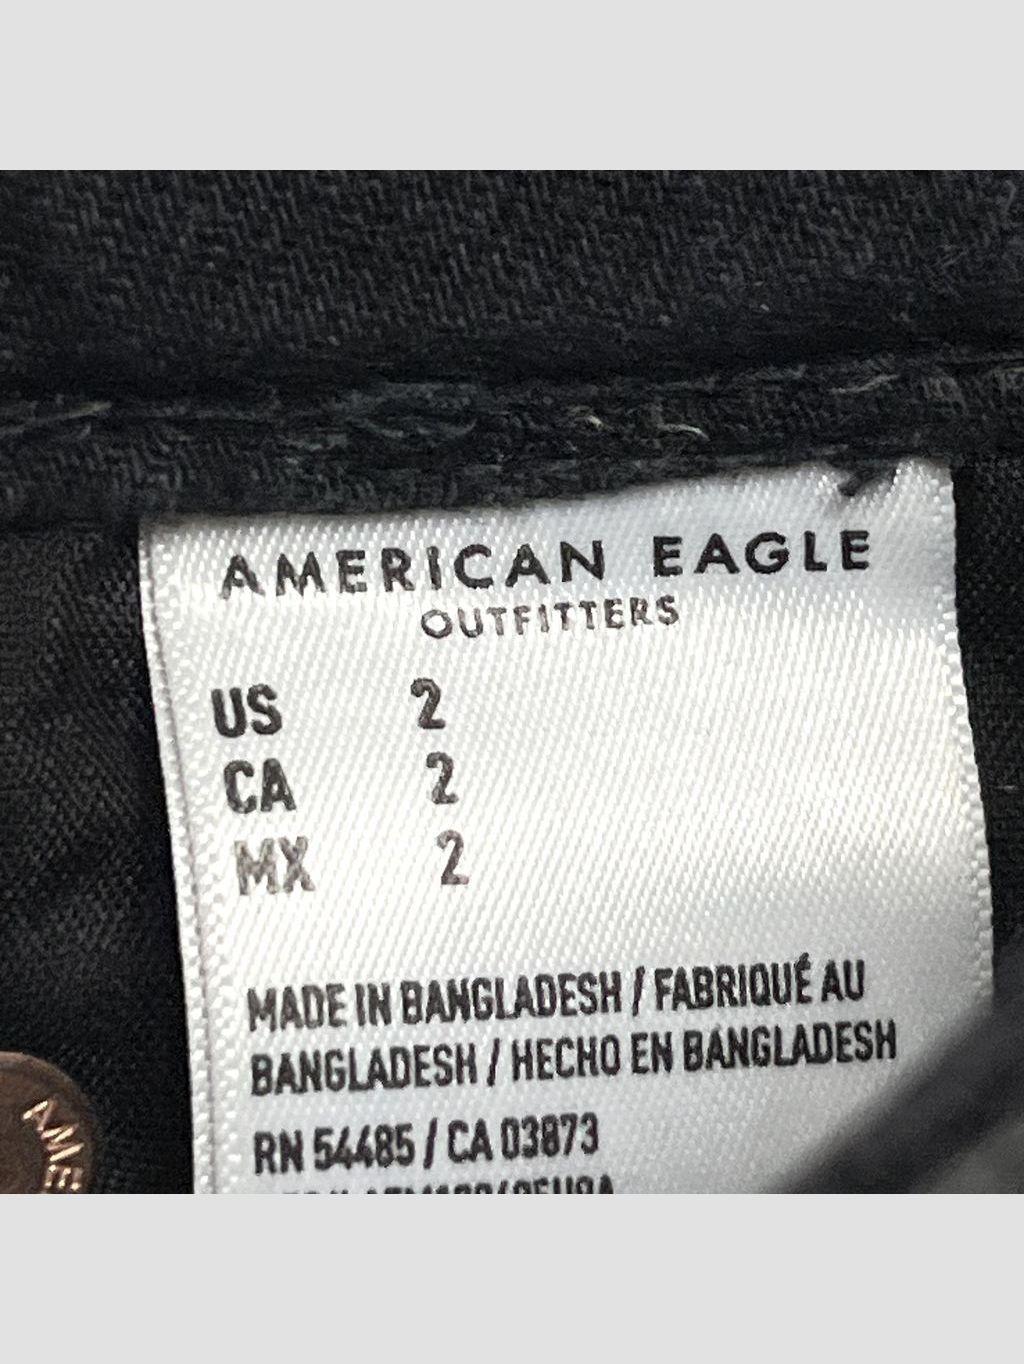 AMERICAN EAGLE
OUTFITTERS
US 2
CA 2
MX 2
MADE IN BANGLADESH / FABRIQUÉ AU
BANGLADESH / HECHO EN BANGLADESH
RN 54485 / CA 03873
AME